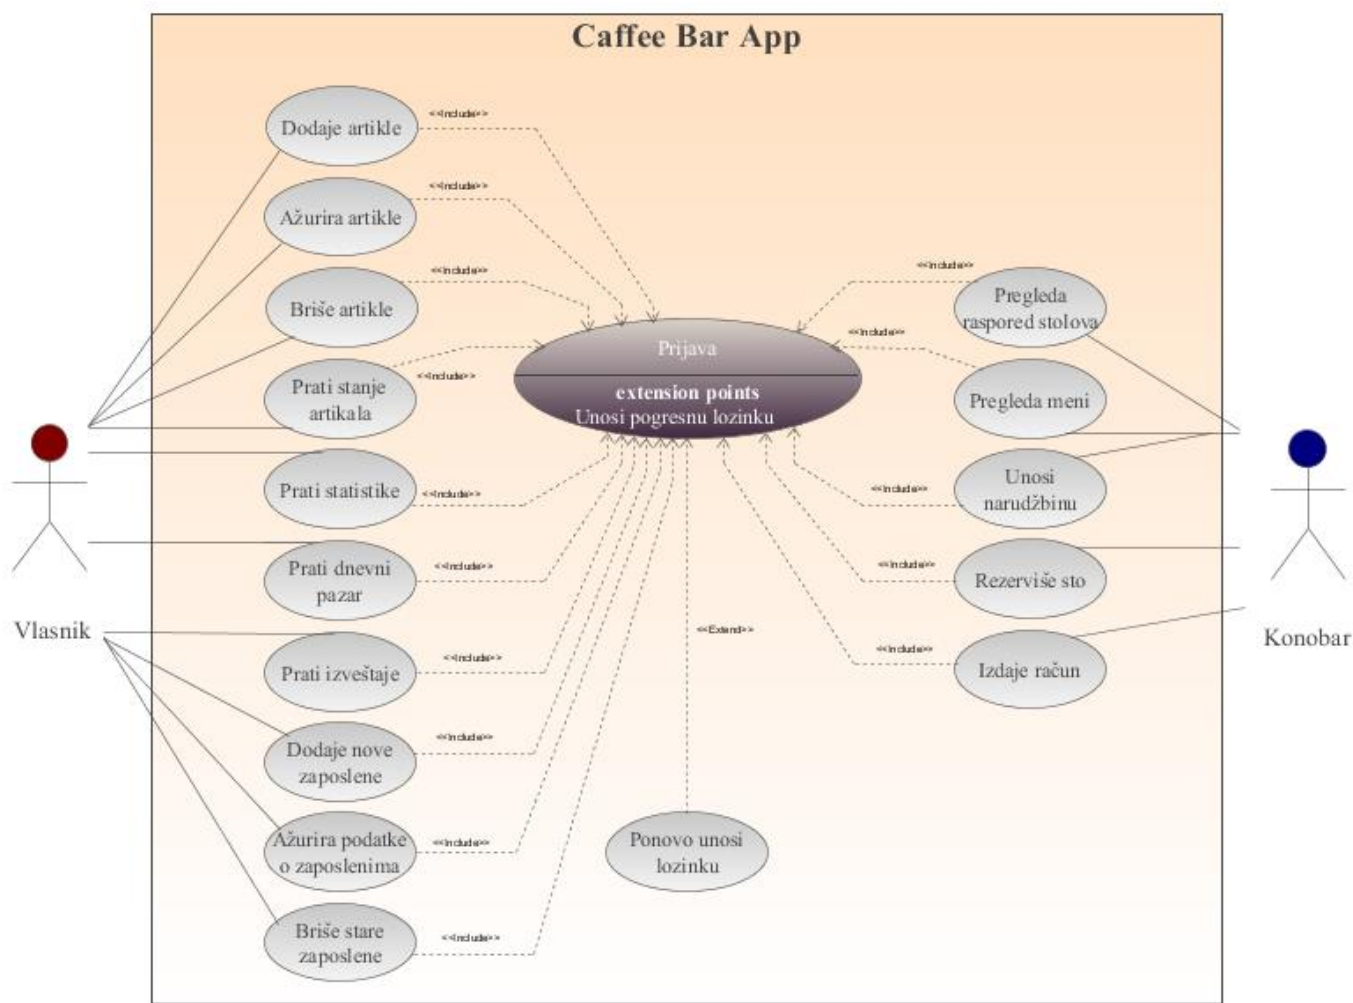 Caffee Bar App
Dodaje artikle
<<Include>>
Ažurira artikle
<<Include>>
Briše artikle
<<Include>>
Prati stanje
artikala
<<Include>>
Prati statistike
<<Include>>
Prati dnevni
pazar
<<Include>>
Prati izveštaje
<<Include>>
Dodaje nove
zaposlene
<<Include>>
Ažurira podatke
o zaposlenima
<<Include>>
Briše stare
zaposlene
<<Include>>
Vlasnik
Prijava
extension points
Unosi pogresnu lozinku
<<Extend>>
Ponovo unosi
lozinku
<<Include>>
Pregleda
raspored stolova
<<Include>>
Pregleda meni
<<Include>>
Unosi
narudžbinu
<<Include>>
Rezerviše sto
<<Include>>
Izdaje račun
Konobar